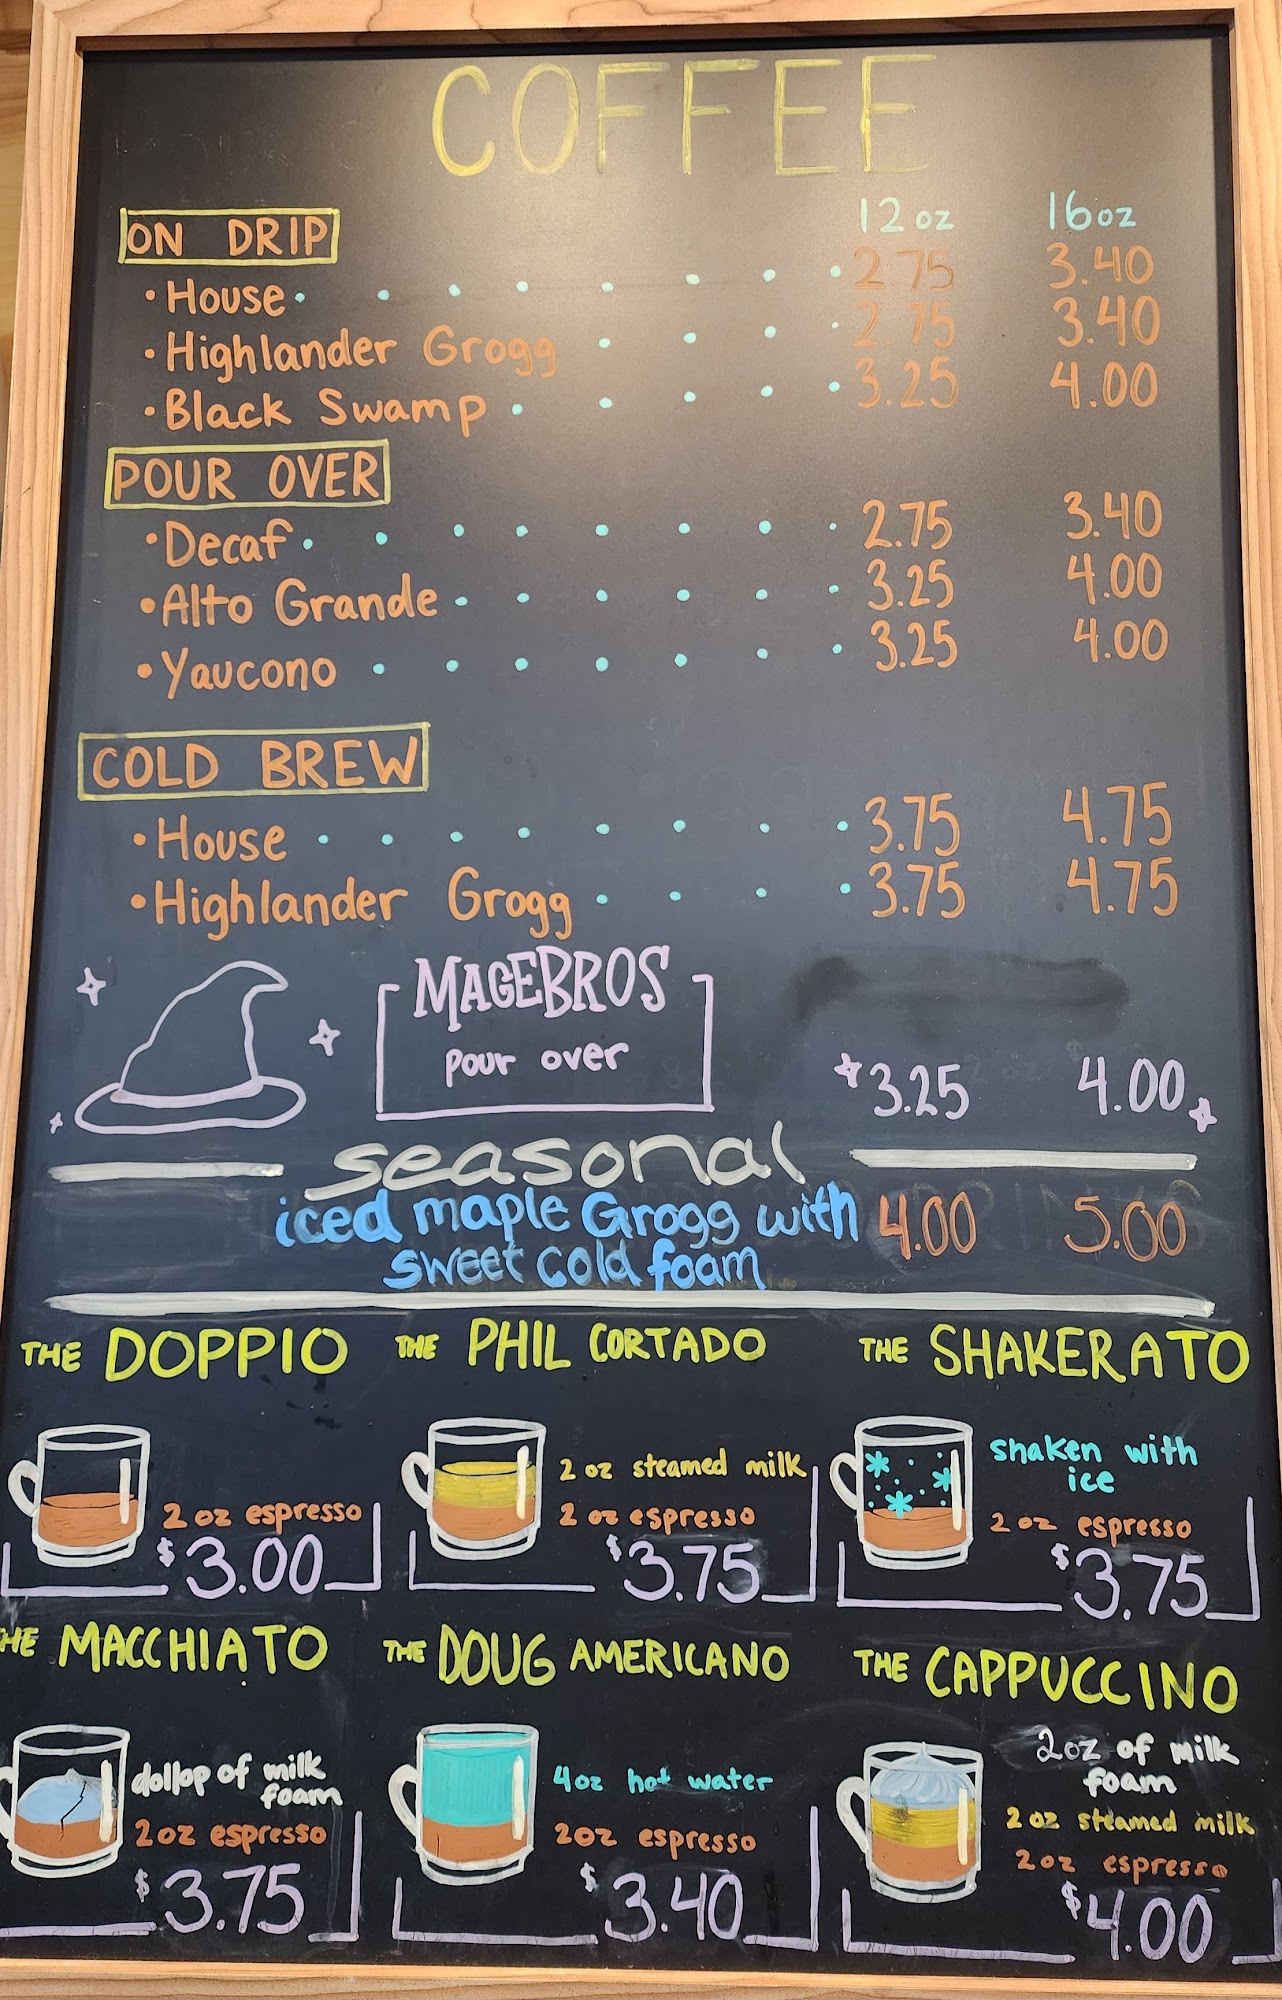 COFFEE
ON DRIP 12oz 16oz
• House 2.75 3.40
• Highlander Grogg 2.75 3.40
• Black Swamp 3.25 4.00
POUR OVER
• Decaf 2.75 3.40
• Alto Grande 3.25 4.00
• Yaucono 3.25 4.00
COLD BREW
• House 3.75 4.75
• Highlander Grogg 3.75 4.75
MAGEBROS
pour over 3.25 4.00
seasonal
iced maple Grogg with 4.00 5.00
sweet cold foam
THE DOPPIO
2 oz espresso
$3.00
THE PHIL CORTADO
2 oz steamed milk
2 oz espresso
$3.75
THE SHAKERATO
shaken with
ice
2 oz espresso
$3.75
THE MACCHIATO
dollop of milk
foam
2oz espresso
$3.75
THE DOUG AMERICANO
4oz hot water
2oz espresso
$3.40
THE CAPPUCCINO
2oz of milk
foam
2 oz steamed milk
2oz espresso
$4.00